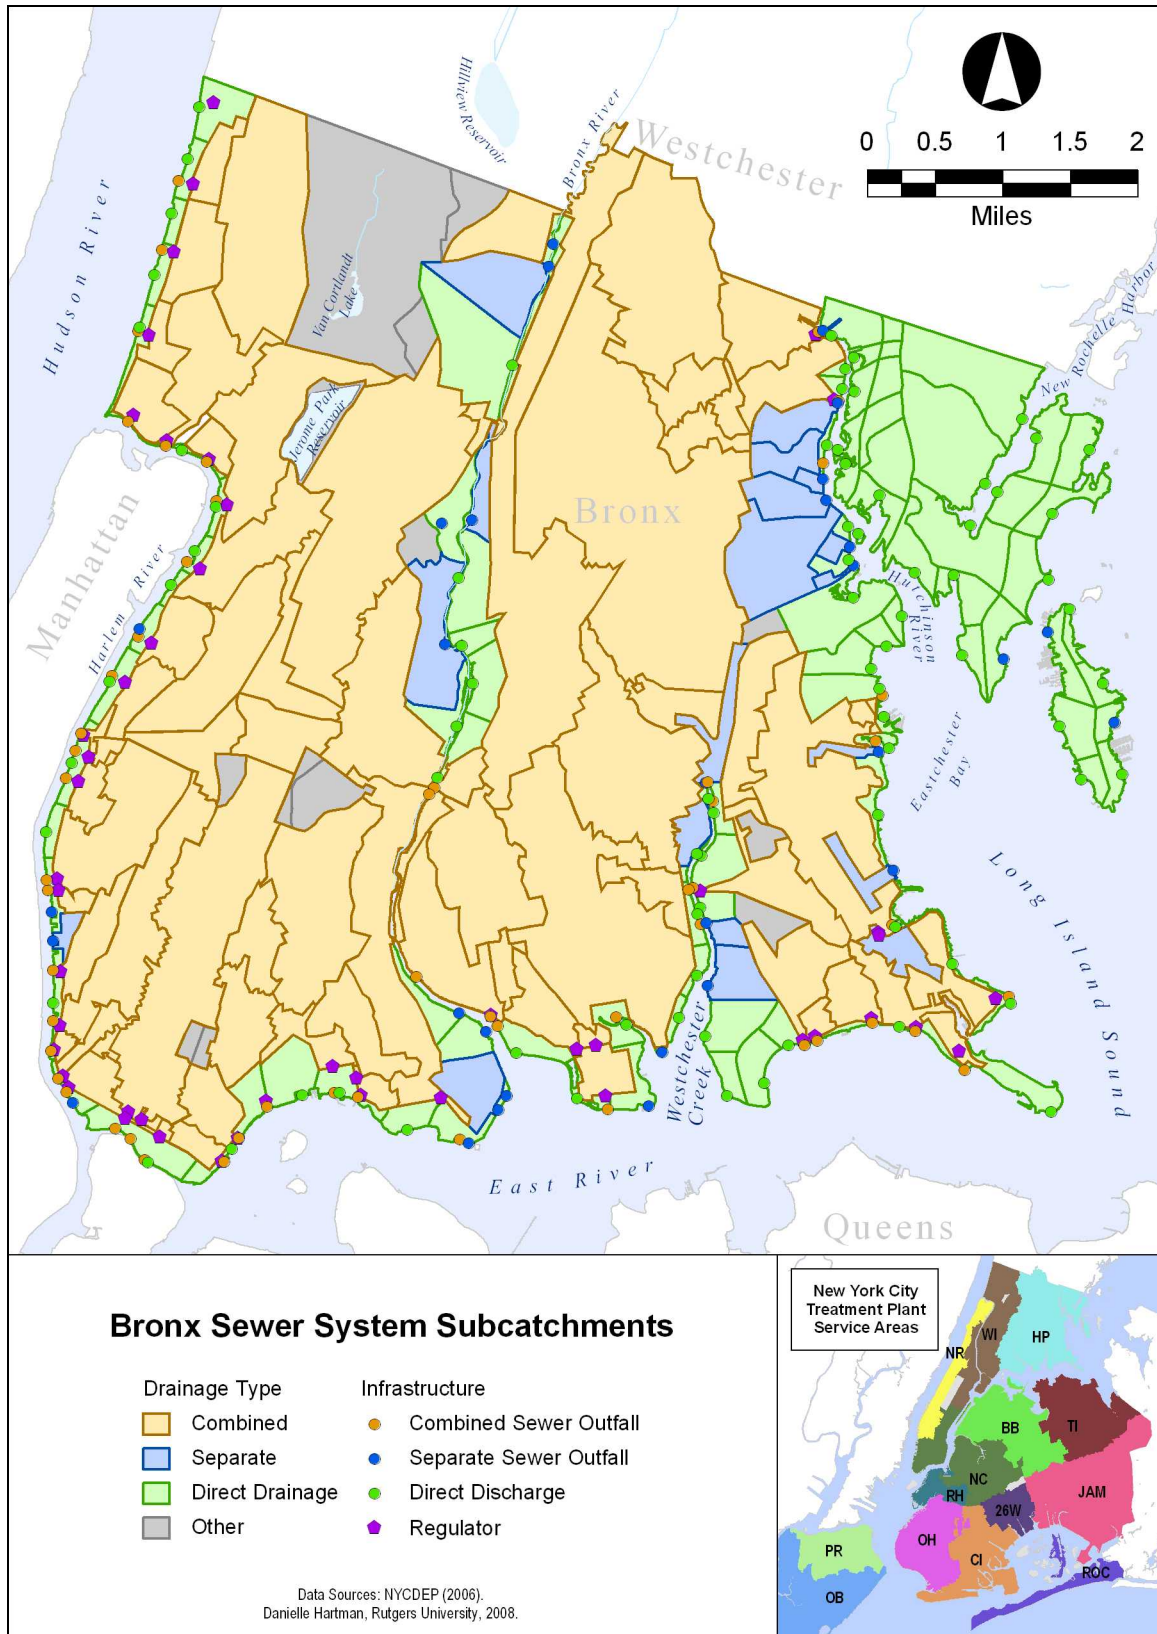 Hillview Reservoir
Bronx River
Westchester
0 0.5 1 1.5 2
Miles
Hudson River
Van Cortlandt
Lake
New Rochelle Harbor
Jerome Park
Reservoir
Manhattan
Bronx
Harlem River
Hutchinson
River
Eastchester
Bay
Long Island Sound
Westchester
Creek
East River
Queens
Bronx Sewer System Subcatchments
Drainage Type
Combined
Separate
Direct Drainage
Other
Infrastructure
Combined Sewer Outfall
Separate Sewer Outfall
Direct Discharge
Regulator
Data Sources: NYCDEP (2006).
Danielle Hartman, Rutgers University, 2008.
New York City
Treatment Plant
Service Areas
WI
HP
NR
BB
TI
NC
RH
JAM
26W
OH
CI
PR
ROC
OB